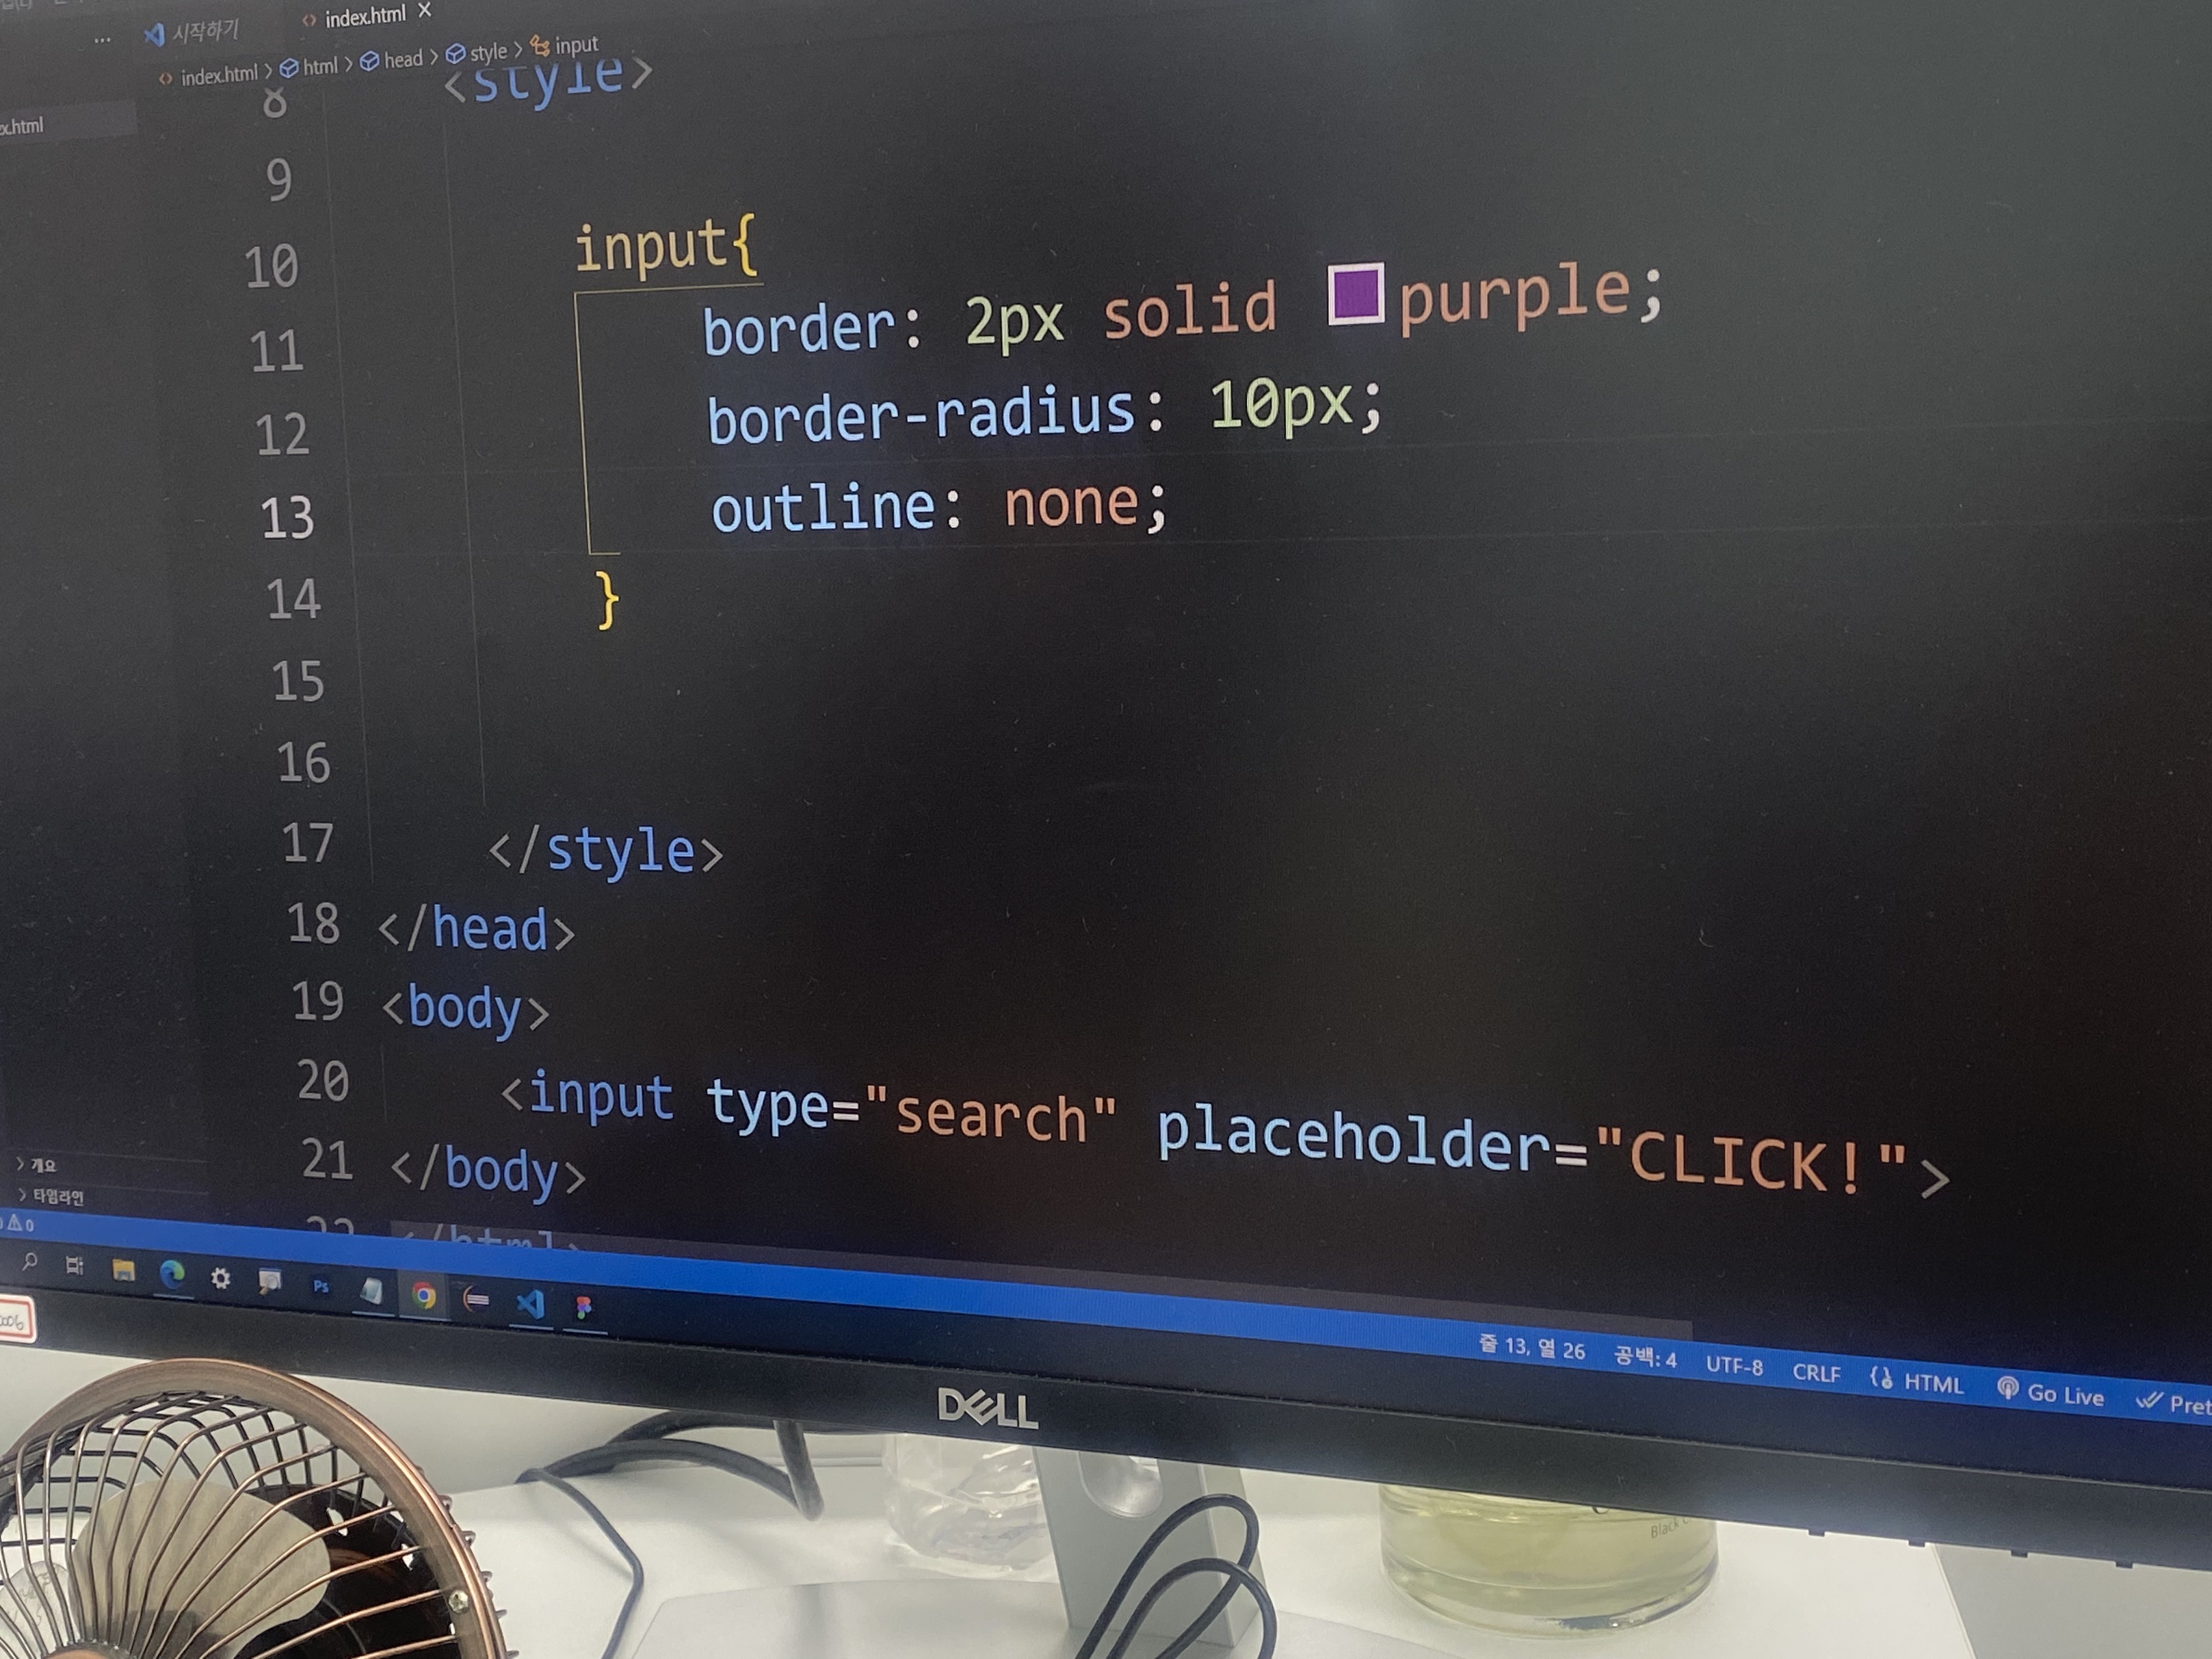 시작하기 index.html
index.html > html > head > style > input
x.html
8 <style>
9
10 input{
11 border: 2px solid purple;
12 border-radius: 10px;
13 outline: none;
14 }
15
16
17 </style>
18 </head>
19 <body>
20 <input type="search" placeholder="CLICK!">
21 </body>
22 </html>
개요
타임라인
0
Ps
줄 13, 열 26 공백: 4 UTF-8 CRLF HTML Go Live
DELL
Black